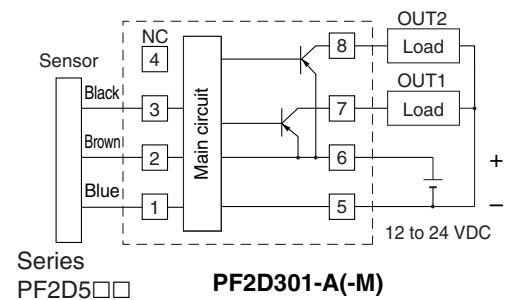 OUT2
NC
8
Load
Sensor
4
OUT1
Black
3
7
Load
Main circuit
Brown
2
6
+
Blue
1
5
–
12 to 24 VDC
Series
PF2D5□□
PF2D301-A(-M)